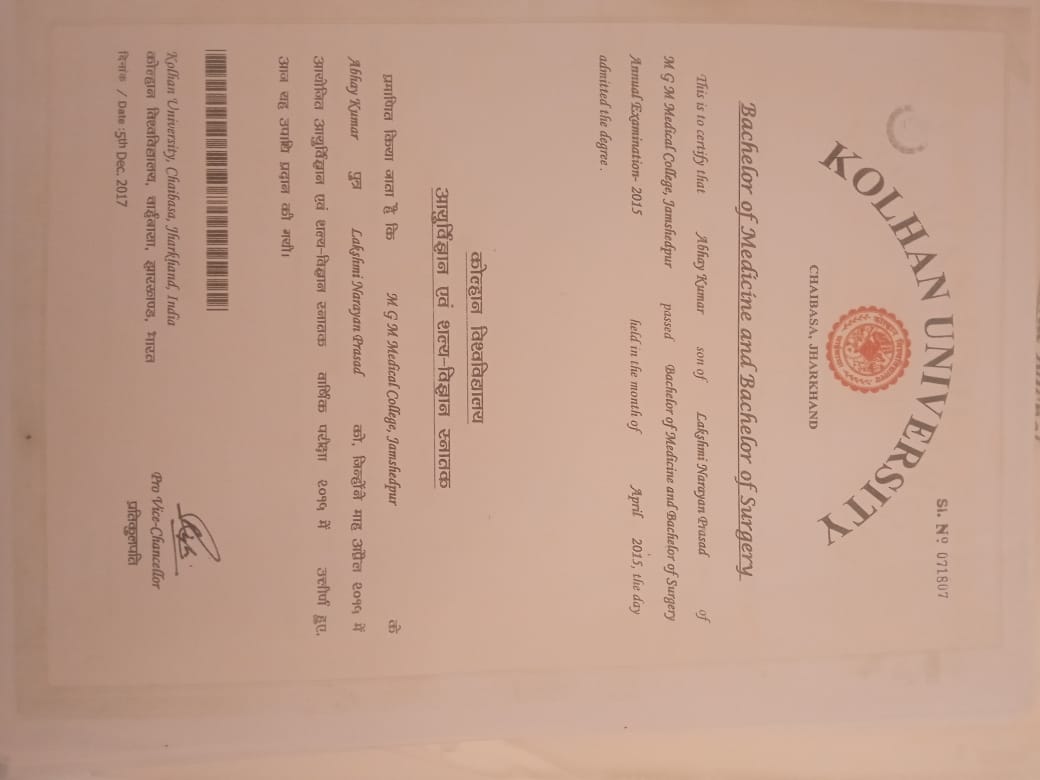 Sl. Nº 071807
KOLHAN UNIVERSITY
CHAIBASA, JHARKHAND
Bachelor of Medicine and Bachelor of Surgery
This is to certify that Abhay Kumar son of Lakshmi Narayan Prasad of
M G M Medical College, Jamshedpur passed Bachelor of Medicine and Bachelor of Surgery
Annual Examination- 2015 held in the month of April 2015, the day
admitted the degree .
कोल्हान विश्वविद्यालय
आयुर्विज्ञान एवं शल्य-विज्ञान स्नातक
प्रमाणित किया जाता है कि M G M Medical College, Jamshedpur के
Abhay Kumar पुत्र Lakshmi Narayan Prasad को, जिन्होंने माह अप्रैल २०१५ में
आयोजित आयुर्विज्ञान एवं शल्य-विज्ञान स्नातक वार्षिक परीक्षा २०१५ में उत्तीर्ण हुए,
आज यह उपाधि प्रदान की गयी।
Kolhan University, Chaibasa, Jharkhand, India
कोल्हान विश्वविद्यालय, चाईबासा, झारखण्ड, भारत
दिनांक / Date :5th Dec. 2017
Pro Vice-Chancellor
प्रतिकुलपति